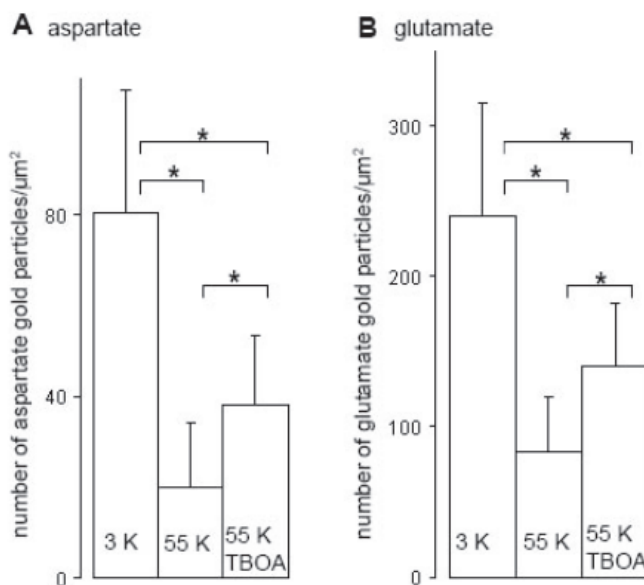 A aspartate
number of aspartate gold particles/µm²
80
40
0
*
*
*
3 K
55 K
55 K
TBOA
B glutamate
number of glutamate gold particles/µm²
300
200
100
0
*
*
*
3 K
55 K
55 K
TBOA